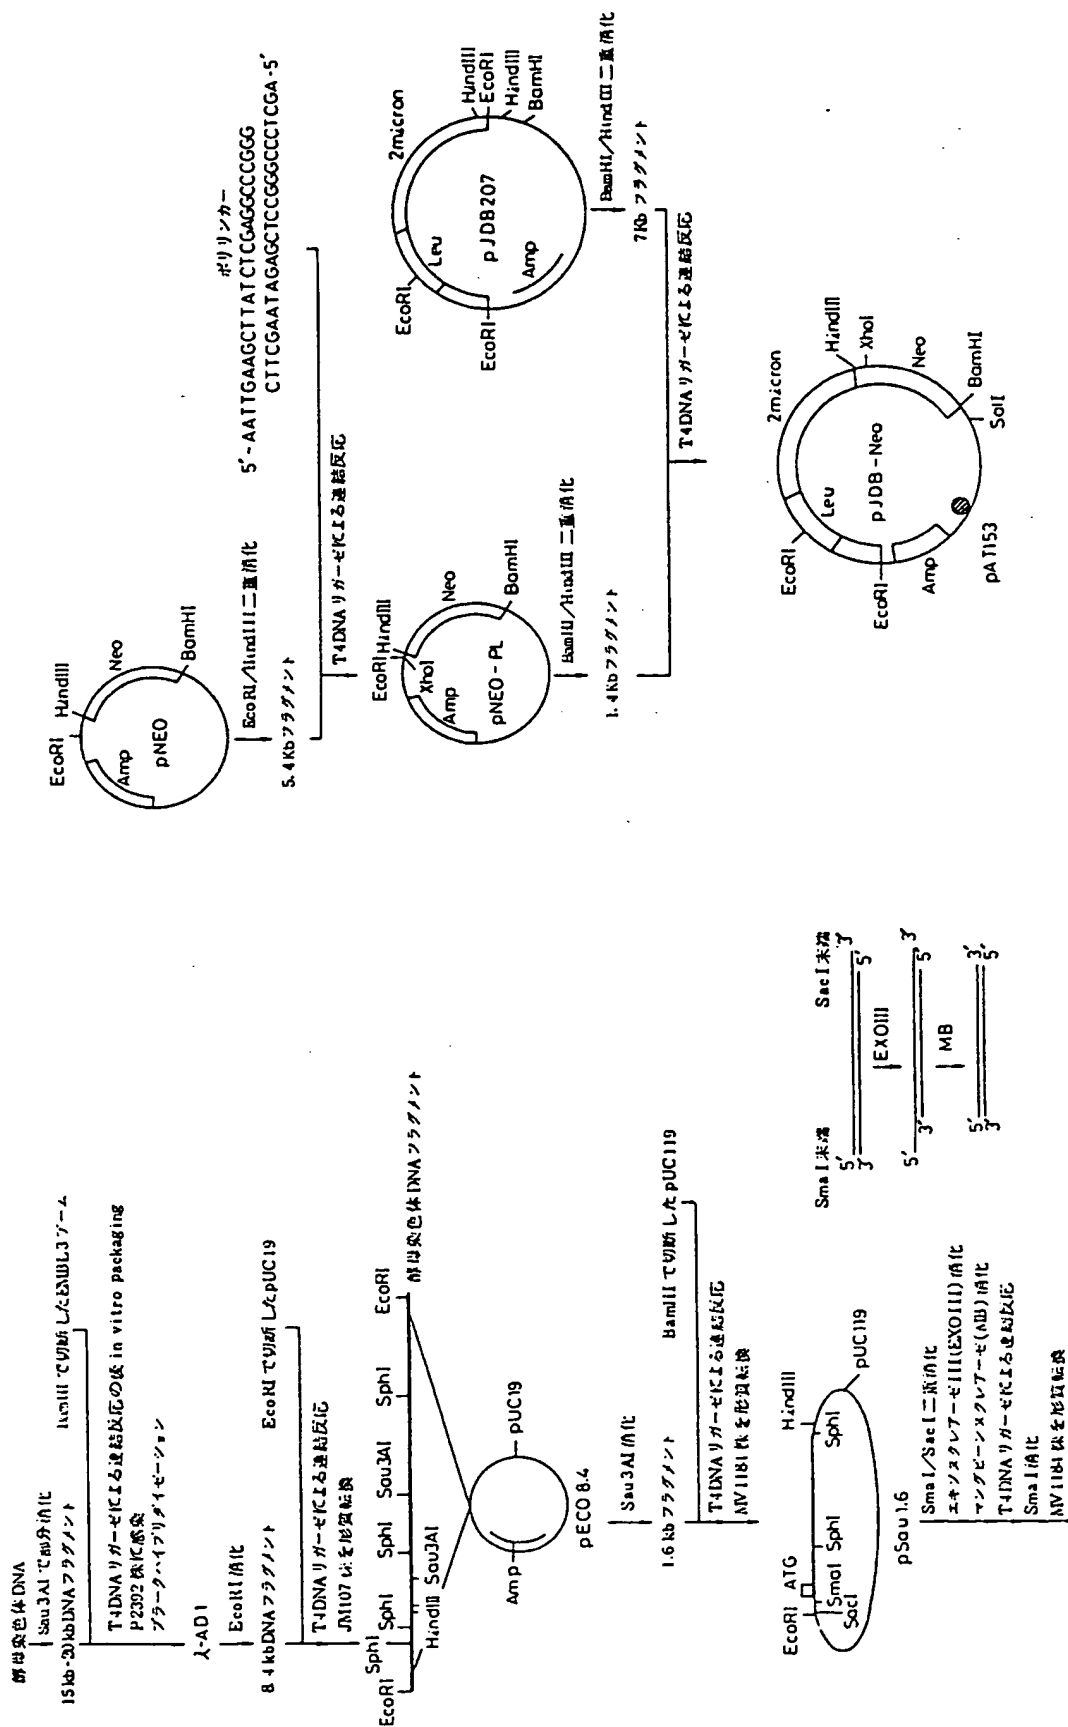 酵母染色体DNA
Sau3AIで部分消化
15kb-20kbDNAフラグメント
BamHIで切断したEMBL3アーム
T4DNAリガーゼによる連結反応の後in vitro packaging
P2392株に感染
プラークハイブリダイゼーション
λ-AD1
EcoRI消化
8.4kbDNAフラグメント
EcoRIで切断したpUC19
T4DNAリガーゼによる連結反応
JM107株を形質転換
EcoRI
SphI
SphI
SphI
Sau3AI
SphI
EcoRI
HindIII
Sau3AI
酵母染色体DNAフラグメント
Amp
pUC19
pECO8.4
Sau3AI消化
1.6kbフラグメント
BamHIで切断したpUC119
T4DNAリガーゼによる連結反応
MV1184株を形質転換
EcoRI
ATG
HindIII
SmaI
SacI
SphI
SphI
pUC119
pSau1.6
SmaI/SacI二重消化
エキソヌクレアーゼIII(EXOIII)消化
マングビーンヌクレアーゼ(MB)消化
T4DNAリガーゼによる連結反応
SmaI消化
MV1184株を形質転換
SmaI末端
SacI末端
5′
3′
3′
5′
EXOIII
5′
3′
3′
5′
MB
5′
3′
3′
5′
EcoRI
HindIII
Neo
Amp
pNEO
BamHI
EcoRI/HindIII二重消化
5.4Kbフラグメント
ポリリンカー
5′-AATTGAAGCTTATCTCGAGGCCCGGG
CTTCGAATAGAGCTCCGGGCCCTCGA-5′
T4DNAリガーゼによる連結反応
EcoRI
HindIII
XhoI
Neo
Amp
pNEO-PL
BamHI
BamHI/HindIII二重消化
1.4Kbフラグメント
2micron
HindIII
EcoRI
HindIII
BamHI
EcoRI
Leu
pJDB207
EcoRI
Amp
BamHI/HindIII二重消化
7Kbフラグメント
T4DNAリガーゼによる連結反応
2micron
HindIII
XhoI
Neo
BamHI
SalI
EcoRI
Leu
pJDB-Neo
EcoRI
Amp
pAT153